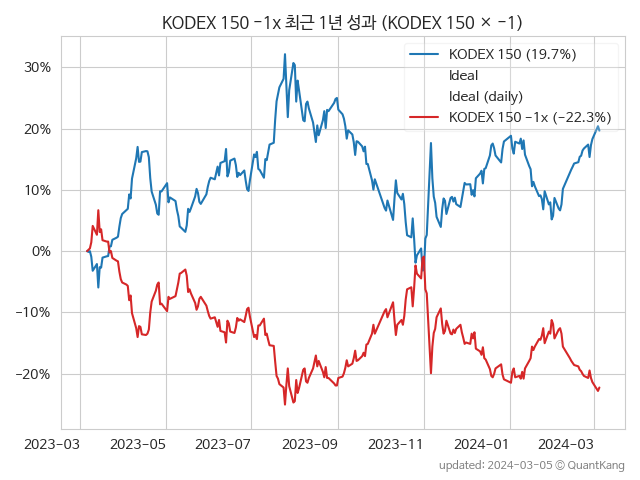 KODEX 150 -1x 최근 1년 성과 (KODEX 150 × -1)
KODEX 150 (19.7%)
Ideal
Ideal (daily)
KODEX 150 -1x (-22.3%)
30%
20%
10%
0%
-10%
-20%
2023-03 2023-05 2023-07 2023-09 2023-11 2024-01 2024-03
updated: 2024-03-05 © QuantKang